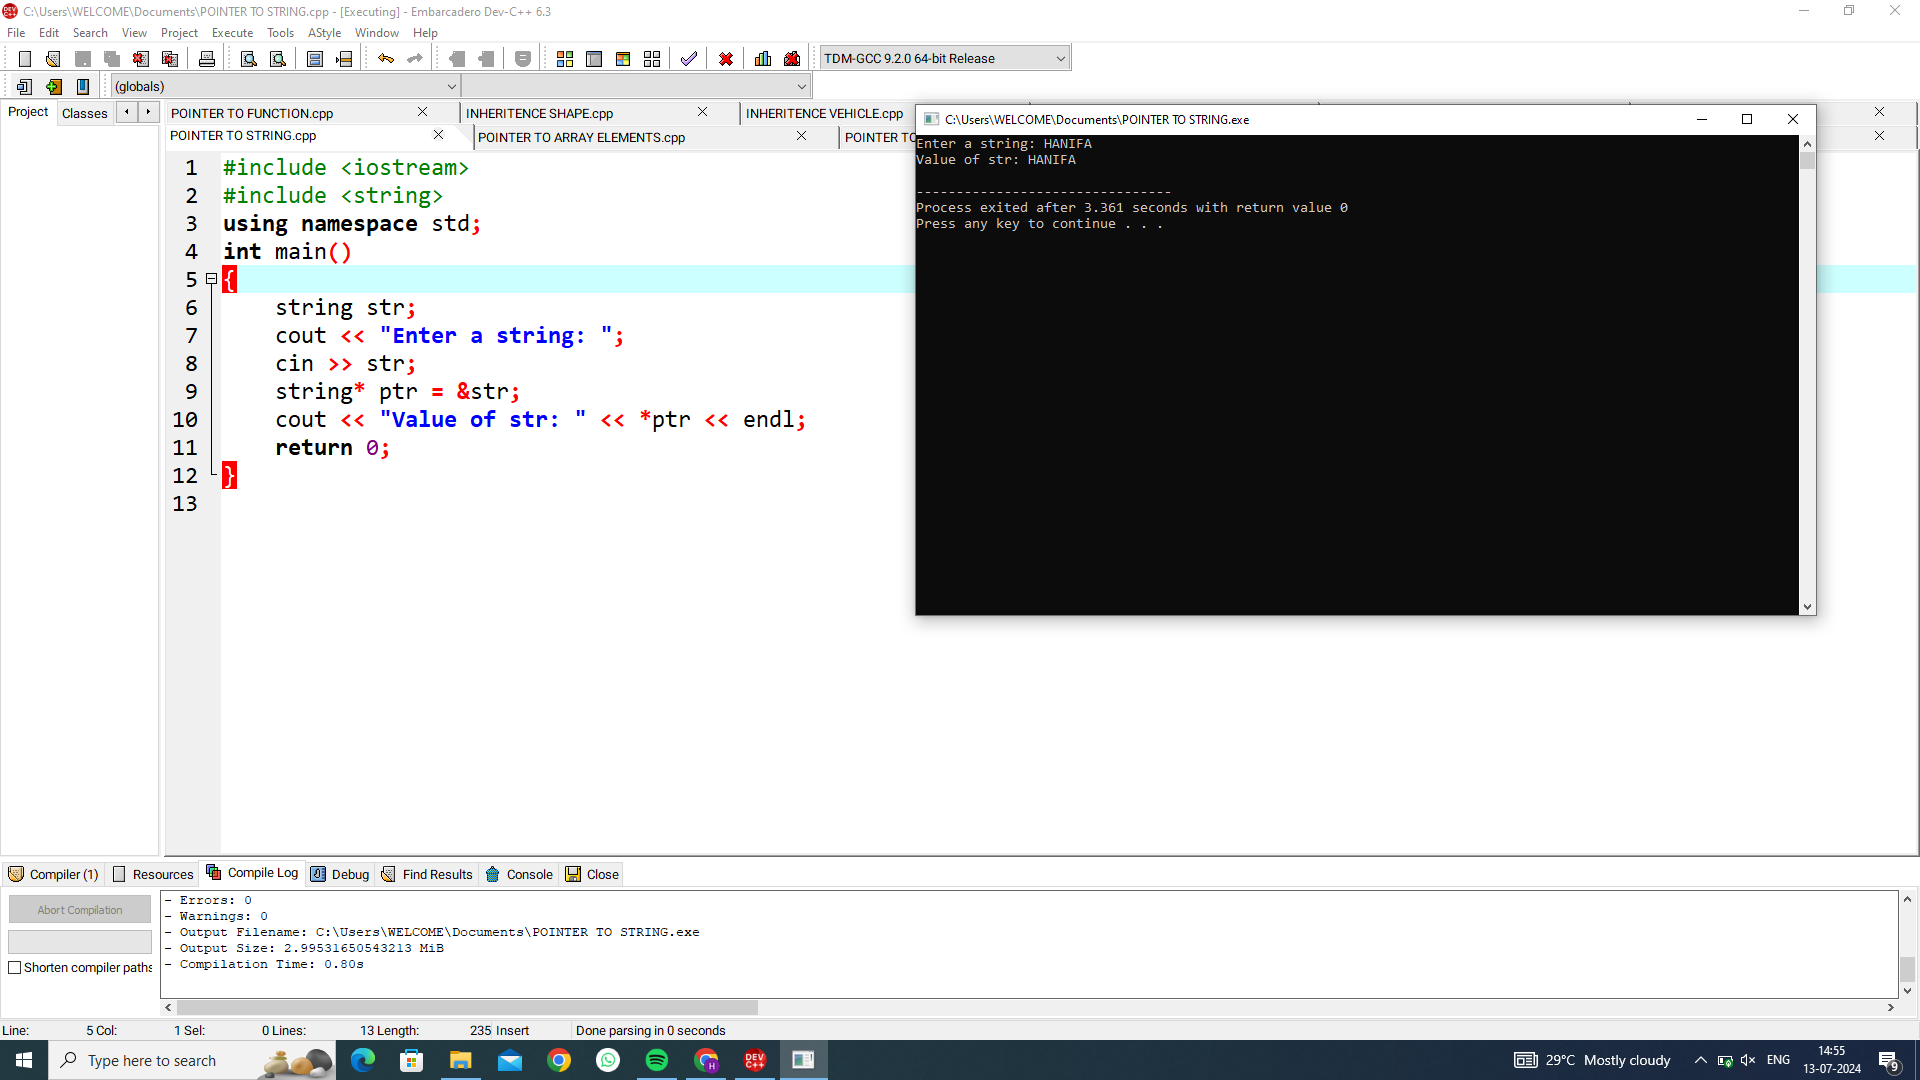 C:\Users\WELCOME\Documents\POINTER TO STRING.cpp - [Executing] - Embarcadero Dev-C++ 6.3
File Edit Search View Project Execute Tools AStyle Window Help
TDM-GCC 9.2.0 64-bit Release
(globals)
Project Classes
POINTER TO FUNCTION.cpp INHERITENCE SHAPE.cpp INHERITENCE VEHICLE.cpp
POINTER TO STRING.cpp POINTER TO ARRAY ELEMENTS.cpp POINTER TO
1 #include <iostream>
2 #include <string>
3 using namespace std;
4 int main()
5 {
6 string str;
7 cout << "Enter a string: ";
8 cin >> str;
9 string* ptr = &str;
10 cout << "Value of str: " << *ptr << endl;
11 return 0;
12 }
13
C:\Users\WELCOME\Documents\POINTER TO STRING.exe
Enter a string: HANIFA
Value of str: HANIFA
--------------------------------
Process exited after 3.361 seconds with return value 0
Press any key to continue . . .
Compiler (1) Resources Compile Log Debug Find Results Console Close
Abort Compilation
Shorten compiler paths
- Errors: 0
- Warnings: 0
- Output Filename: C:\Users\WELCOME\Documents\POINTER TO STRING.exe
- Output Size: 2.99531650543213 MiB
- Compilation Time: 0.80s
Line: 5 Col: 1 Sel: 0 Lines: 13 Length: 235 Insert Done parsing in 0 seconds
Type here to search
DEV C++
29°C Mostly cloudy
ENG
14:55
13-07-2024
9